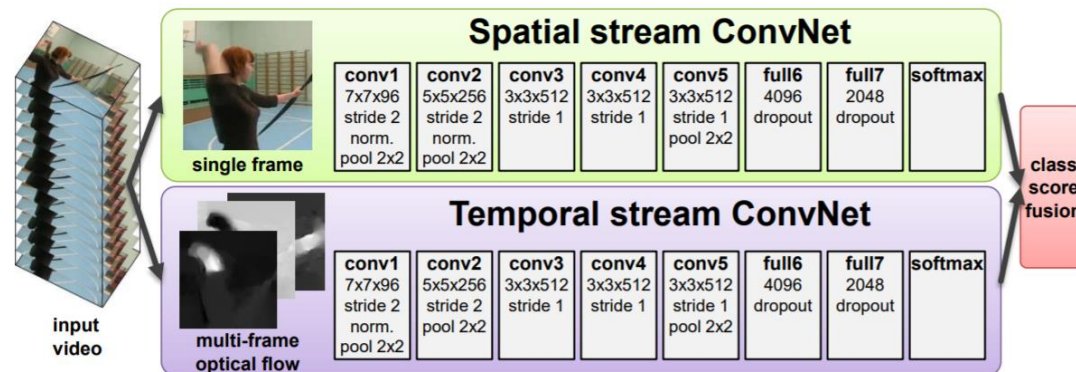 Spatial stream ConvNet
conv1
7x7x96
stride 2
norm.
pool 2x2
conv2
5x5x256
stride 2
norm.
pool 2x2
conv3
3x3x512
stride 1
conv4
3x3x512
stride 1
conv5
3x3x512
stride 1
pool 2x2
full6
4096
dropout
full7
2048
dropout
softmax
single frame
Temporal stream ConvNet
conv1
7x7x96
stride 2
norm.
pool 2x2
conv2
5x5x256
stride 2
pool 2x2
conv3
3x3x512
stride 1
conv4
3x3x512
stride 1
conv5
3x3x512
stride 1
pool 2x2
full6
4096
dropout
full7
2048
dropout
softmax
multi-frame
optical flow
input
video
class
score
fusion